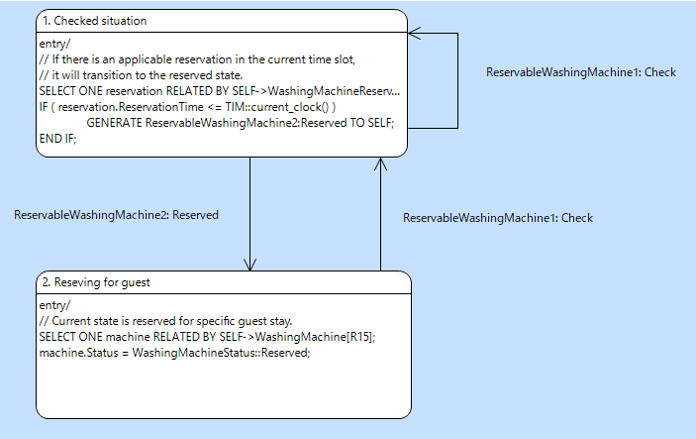 1. Checked situation
entry/
// If there is an applicable reservation in the current time slot,
// it will transition to the reserved state.
SELECT ONE reservation RELATED BY SELF->WashingMachineReserv...
IF ( reservation.ReservationTime <= TIM::current_clock() )
GENERATE ReservableWashingMachine2:Reserved TO SELF;
END IF;
ReservableWashingMachine1: Check
ReservableWashingMachine2: Reserved
ReservableWashingMachine1: Check
2. Reseving for guest
entry/
// Current state is reserved for specific guest stay.
SELECT ONE machine RELATED BY SELF->WashingMachine[R15];
machine.Status = WashingMachineStatus::Reserved;